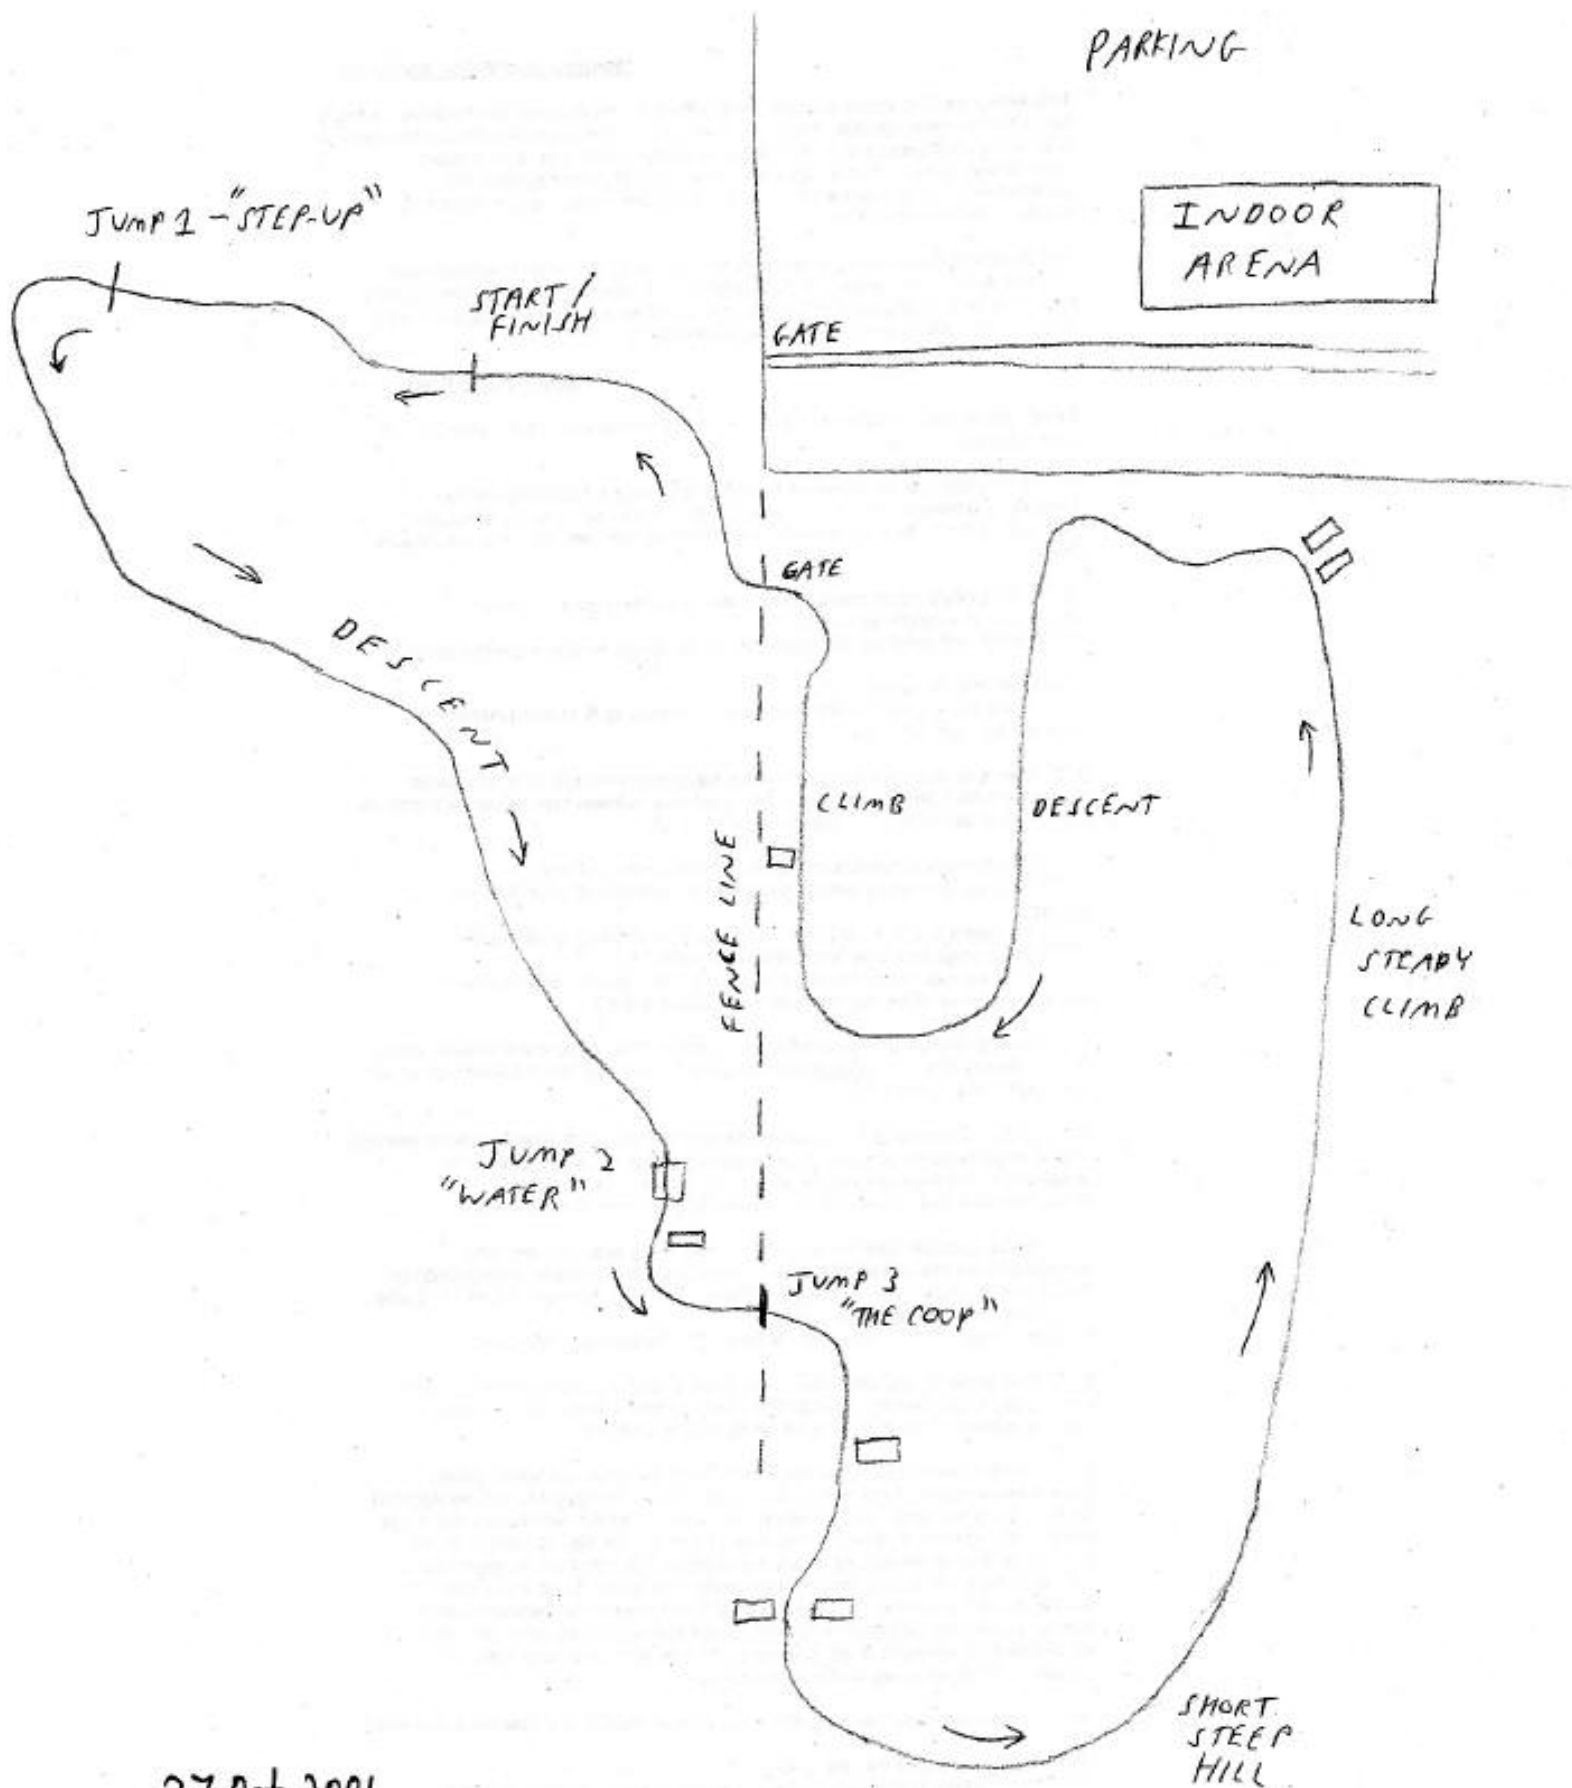 PARKING
INDOOR
ARENA
JUMP 1 - "STEP-UP"
START /
FINISH
GATE
GATE
DESCENT
CLIMB
DESCENT
FENCE LINE
LONG
STEADY
CLIMB
JUMP 2
"WATER"
JUMP 3
"THE COOP"
SHORT
STEEP
HILL